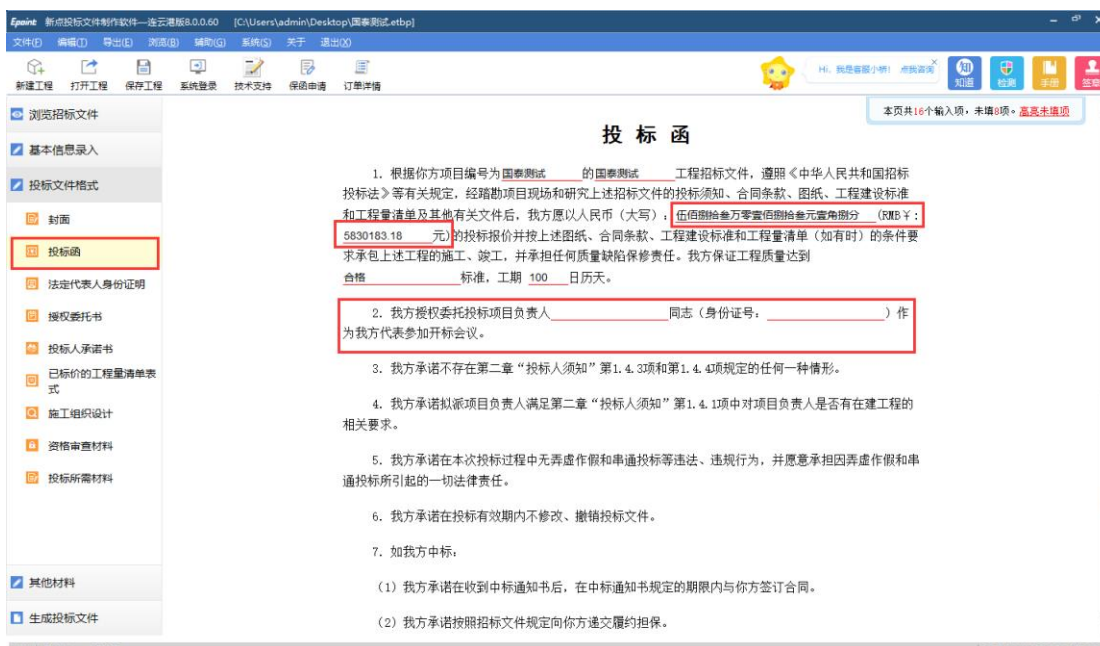 Epoint 新点投标文件制作软件—连云港版8.0.0.60 [C:\Users\admin\Desktop\国泰测试.etbp]
文件(F) 编辑(I) 导出(E) 浏览(B) 辅助(G) 系统(S) 关于 退出(X)
新建工程 打开工程 保存工程 系统登录 技术支持 保函申请 订单详情
Hi，我是客服小桥！点我咨询
知道 检测 手册 签章
浏览招标文件
基本信息录入
投标文件格式
封面
投标函
法定代表人身份证明
授权委托书
投标人承诺书
已标价的工程量清单表
式
施工组织设计
资格审查材料
投标所需材料
其他材料
生成投标文件
本页共16个输入项，未填8项。高亮未填项
投 标 函
1. 根据你方项目编号为国泰测试 的国泰测试 工程招标文件，遵照《中华人民共和国招标
投标法》等有关规定，经踏勘项目现场和研究上述招标文件的投标须知、合同条款、图纸、工程建设标准
和工程量清单及其他有关文件后，我方愿以人民币（大写）：伍佰捌拾叁万零壹佰捌拾叁元壹角捌分 (RMB￥：
5830183.18 元)的投标报价并按上述图纸、合同条款、工程建设标准和工程量清单（如有时）的条件要
求承包上述工程的施工、竣工，并承担任何质量缺陷保修责任。我方保证工程质量达到
合格 标准，工期 100 日历天。
2. 我方授权委托投标项目负责人 同志（身份证号： ）作
为我方代表参加开标会议。
3. 我方承诺不存在第二章“投标人须知”第1.4.3项和第1.4.4项规定的任何一种情形。
4. 我方承诺拟派项目负责人满足第二章“投标人须知”第1.4.1项中对项目负责人是否有在建工程的
相关要求。
5. 我方承诺在本次投标过程中无弄虚作假和串通投标等违法、违规行为，并愿意承担因弄虚作假和串
通投标所引起的一切法律责任。
6. 我方承诺在投标有效期内不修改、撤销投标文件。
7. 如我方中标：
（1）我方承诺在收到中标通知书后，在中标通知书规定的期限内与你方签订合同。
（2）我方承诺按照招标文件规定向你方递交履约担保。